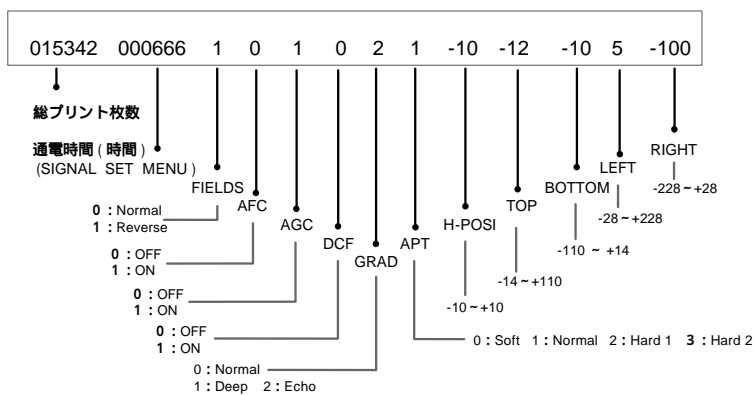 015342 000666 1 0 1 0 2 1 -10 -12 -10 5 -100
総プリント枚数
通電時間 ( 時間 )
(SIGNAL SET MENU )
FIELDS
0 : Normal
1 : Reverse
AFC
0 : OFF
1 : ON
AGC
0 : OFF
1 : ON
DCF
0 : OFF
1 : ON
GRAD
0 : Normal
1 : Deep 2 : Echo
APT
0 : Soft 1 : Normal 2 : Hard 1 3 : Hard 2
H-POSI
-10 ~ +10
TOP
-14 ~ +110
BOTTOM
-110 ~ +14
LEFT
-28 ~ +228
RIGHT
-228 ~ +28